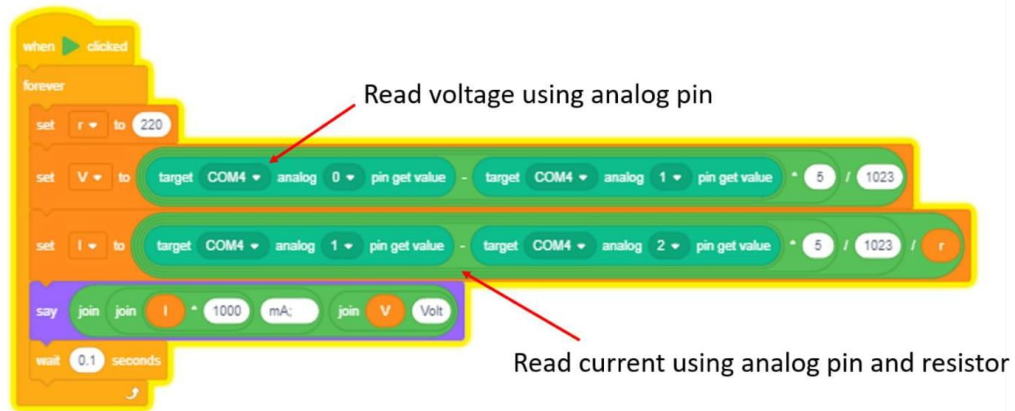 when clicked
forever
Read voltage using analog pin
set r to 220
set V to target COM4 analog 0 pin get value - target COM4 analog 1 pin get value * 5 / 1023
set I to target COM4 analog 1 pin get value - target COM4 analog 2 pin get value * 5 / 1023 / r
say join join I * 1000 mA; join V Volt
wait 0.1 seconds
Read current using analog pin and resistor